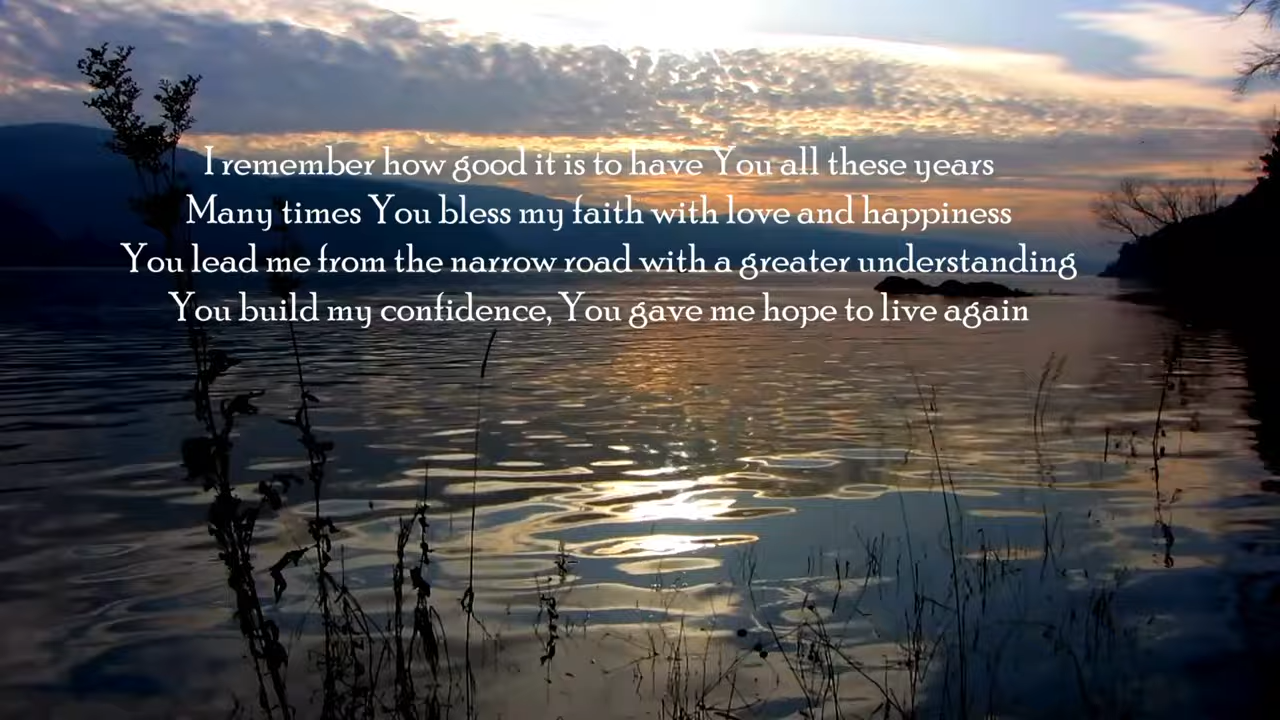 I remember how good it is to have You all these years
Many times You bless my faith with love and happiness
You lead me from the narrow road with a greater understanding
You build my confidence, You gave me hope to live again